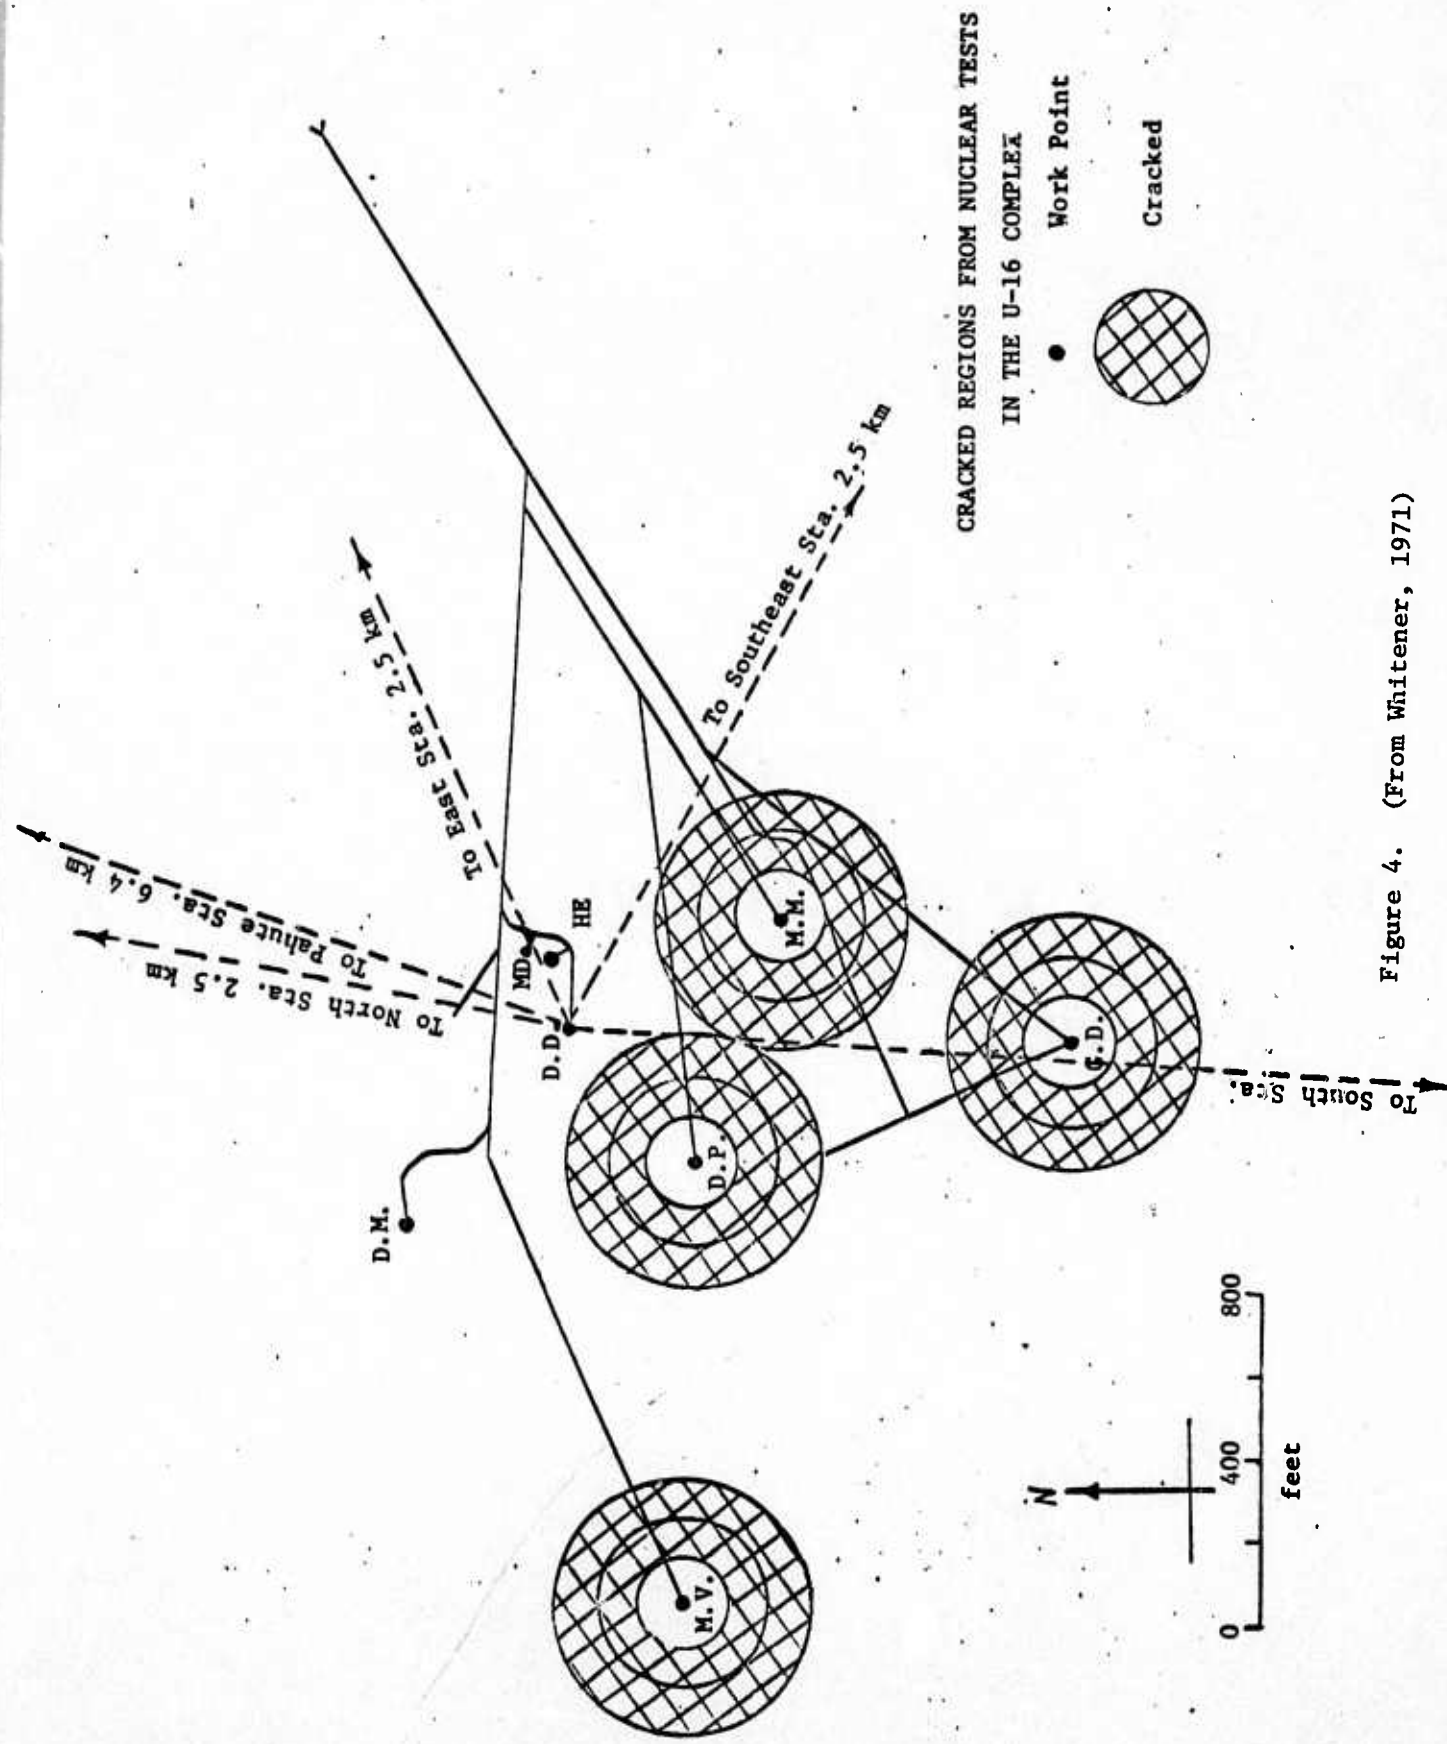 CRACKED REGIONS FROM NUCLEAR TESTS
IN THE U-16 COMPLEX
Work Point
Cracked
To Pahute Sta. 6.4 km
To North Sta. 2.5 km
To East Sta. 2.5 km
To Southeast Sta. 2.5 km
To South Sta.
D.M.
D.D.
MD
HE
D.P.
M.M.
G.D.
M.V.
N
0 400 800
feet
Figure 4. (From Whitener, 1971)